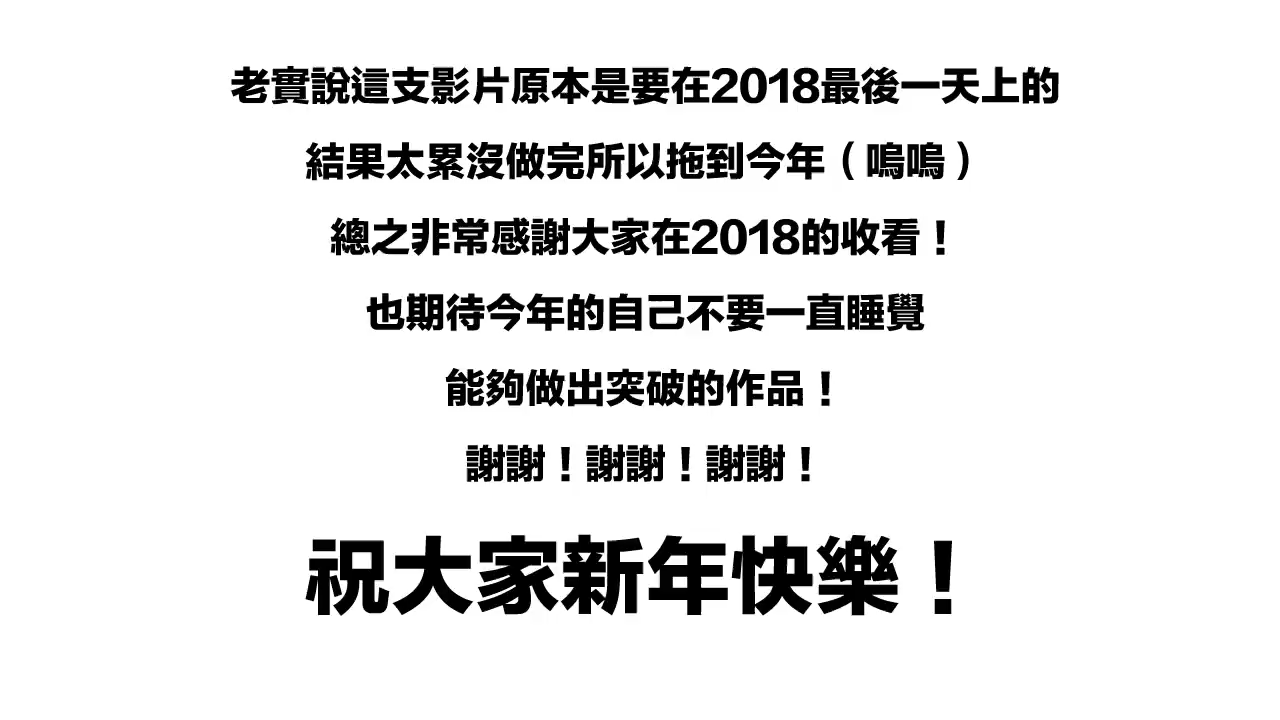 老實說這支影片原本是要在2018最後一天上的
結果太累沒做完所以拖到今年（嗚嗚）
總之非常感謝大家在2018的收看！
也期待今年的自己不要一直睡覺
能夠做出突破的作品！
謝謝！謝謝！謝謝！
祝大家新年快樂！